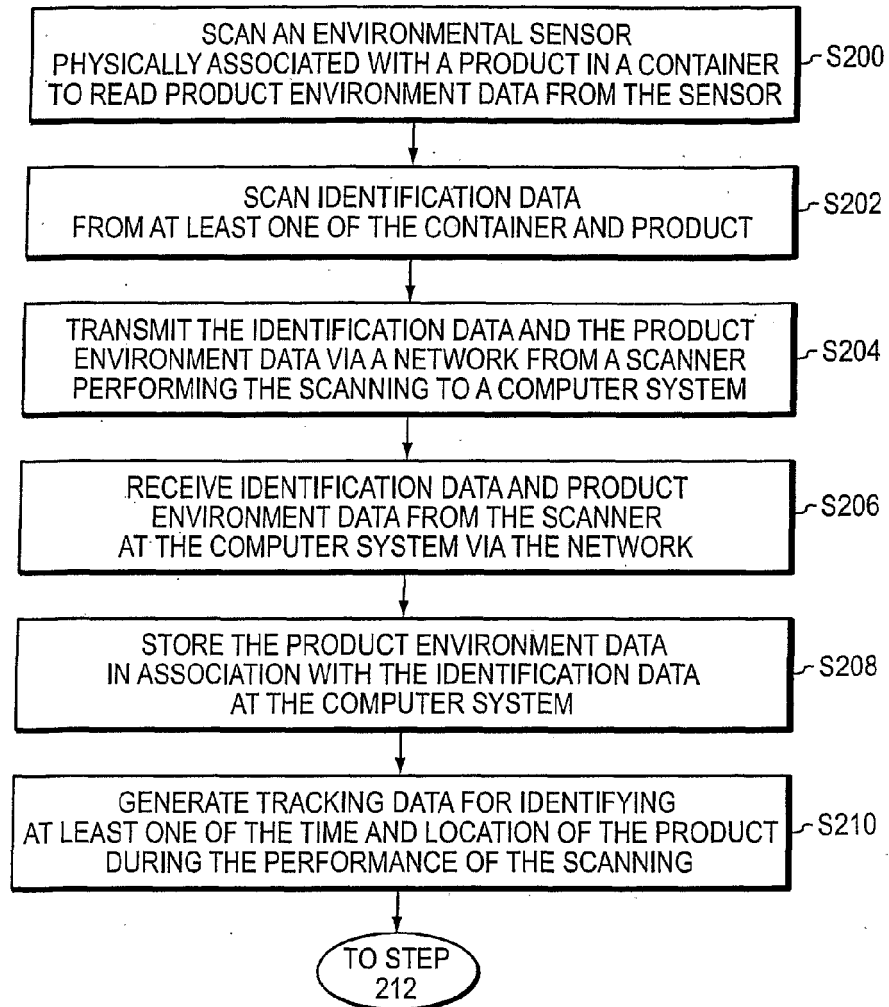 SCAN AN ENVIRONMENTAL SENSOR
PHYSICALLY ASSOCIATED WITH A PRODUCT IN A CONTAINER
TO READ PRODUCT ENVIRONMENT DATA FROM THE SENSOR
S200
SCAN IDENTIFICATION DATA
FROM AT LEAST ONE OF THE CONTAINER AND PRODUCT
S202
TRANSMIT THE IDENTIFICATION DATA AND THE PRODUCT
ENVIRONMENT DATA VIA A NETWORK FROM A SCANNER
PERFORMING THE SCANNING TO A COMPUTER SYSTEM
S204
RECEIVE IDENTIFICATION DATA AND PRODUCT
ENVIRONMENT DATA FROM THE SCANNER
AT THE COMPUTER SYSTEM VIA THE NETWORK
S206
STORE THE PRODUCT ENVIRONMENT DATA
IN ASSOCIATION WITH THE IDENTIFICATION DATA
AT THE COMPUTER SYSTEM
S208
GENERATE TRACKING DATA FOR IDENTIFYING
AT LEAST ONE OF THE TIME AND LOCATION OF THE PRODUCT
DURING THE PERFORMANCE OF THE SCANNING
S210
TO STEP
212